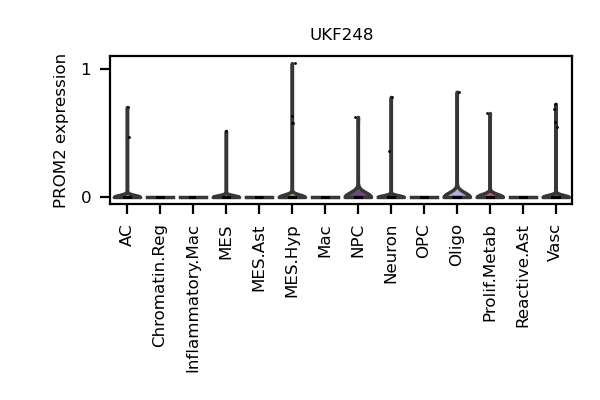 UKF248
PROM2 expression
1
0
AC
Chromatin.Reg
Inflammatory.Mac
MES
MES.Ast
MES.Hyp
Mac
NPC
Neuron
OPC
Oligo
Prolif.Metab
Reactive.Ast
Vasc